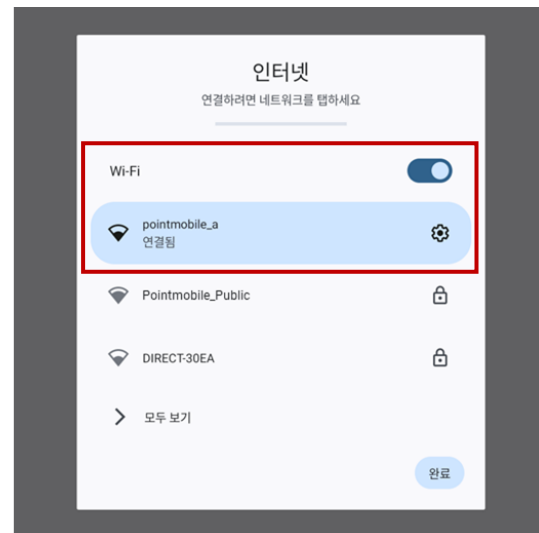 인터넷
연결하려면 네트워크를 탭하세요
Wi-Fi
pointmobile_a
연결됨
Pointmobile_Public
DIRECT-30EA
모두 보기
완료